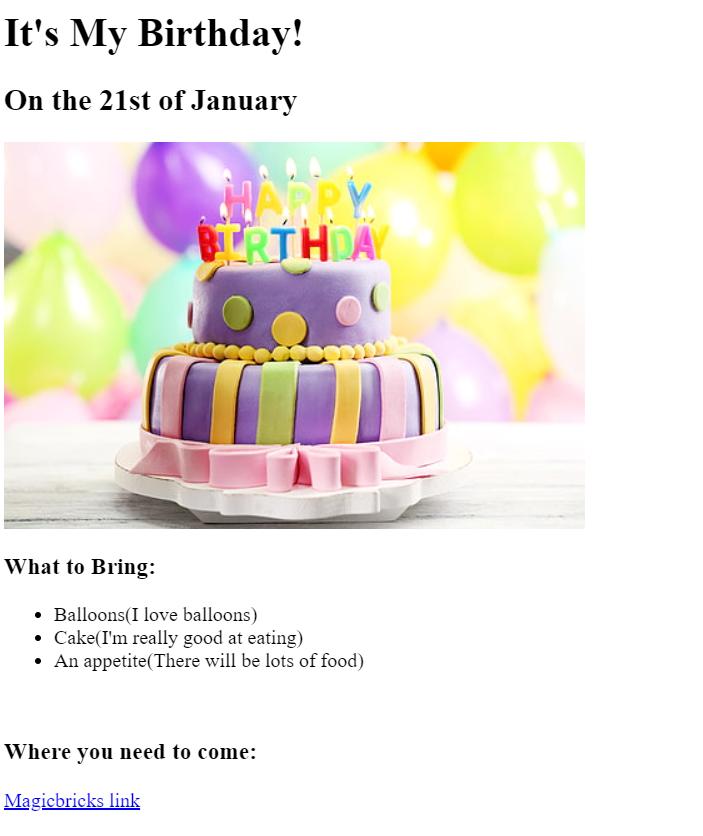 It's My Birthday!
On the 21st of January
HAPPY
BIRTHDAY
What to Bring:
Balloons(I love balloons)
Cake(I'm really good at eating)
An appetite(There will be lots of food)
Where you need to come:
Magicbricks link